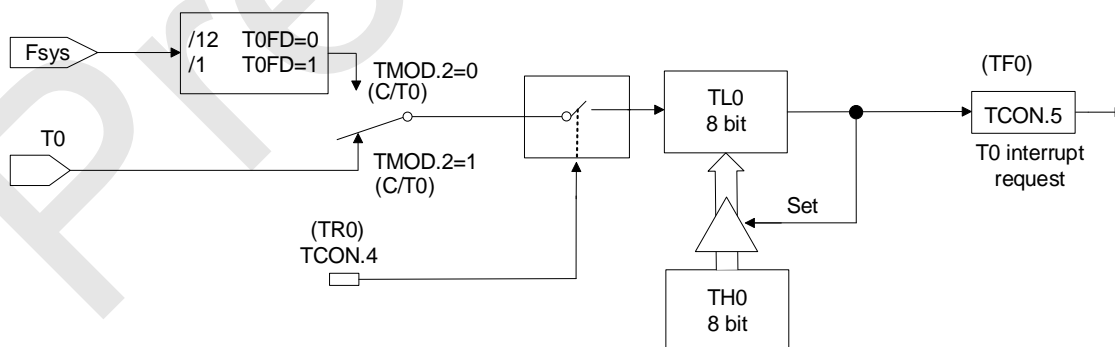 Fsys
/12 T0FD=0
/1 T0FD=1
TMOD.2=0
(C/T0)
T0
TMOD.2=1
(C/T0)
(TR0)
TCON.4
TL0
8 bit
Set
TH0
8 bit
(TF0)
TCON.5
T0 interrupt
request
Pre